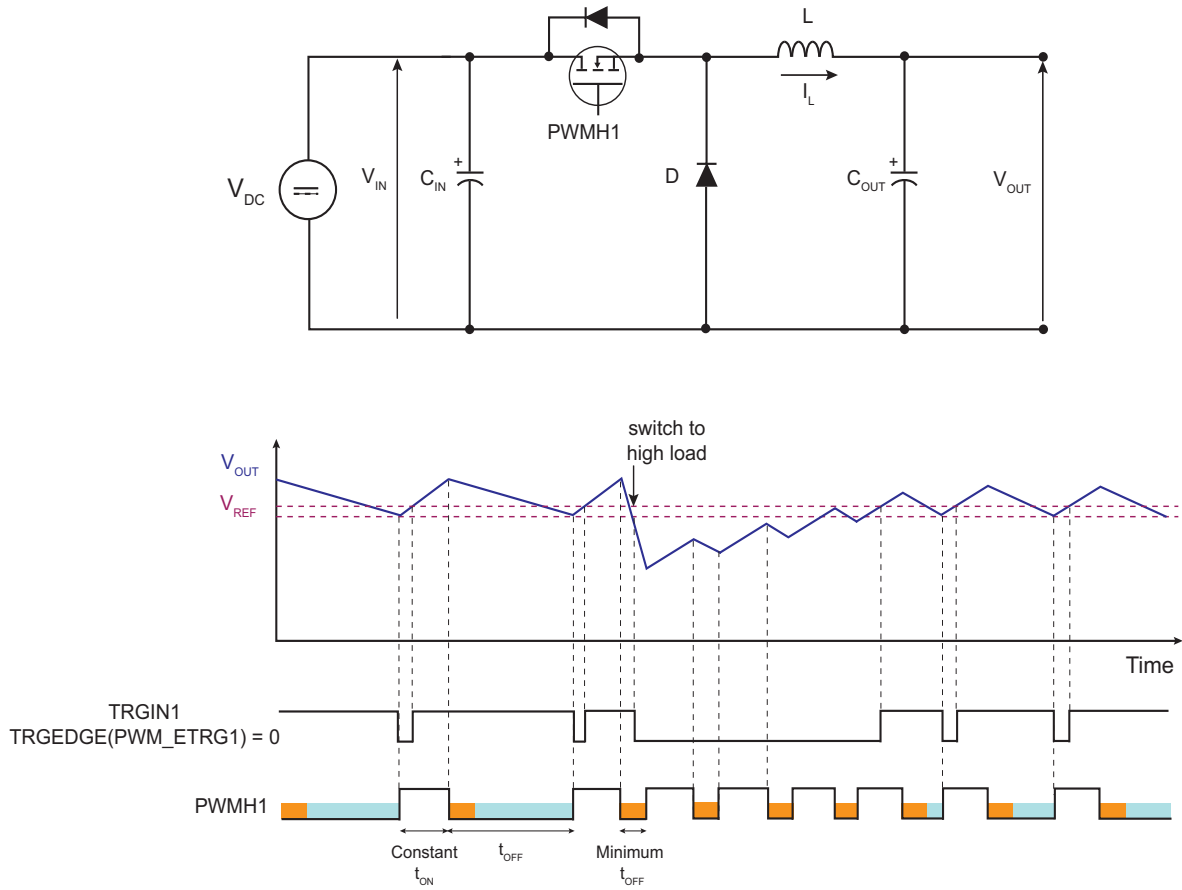 L
I_L
PWMH1
V_DC
V_IN
C_IN
+
D
C_OUT
+
V_OUT
switch to
high load
V_OUT
V_REF
Time
TRGIN1
TRGEDGE(PWM_ETRG1) = 0
PWMH1
Constant
t_ON
t_OFF
Minimum
t_OFF